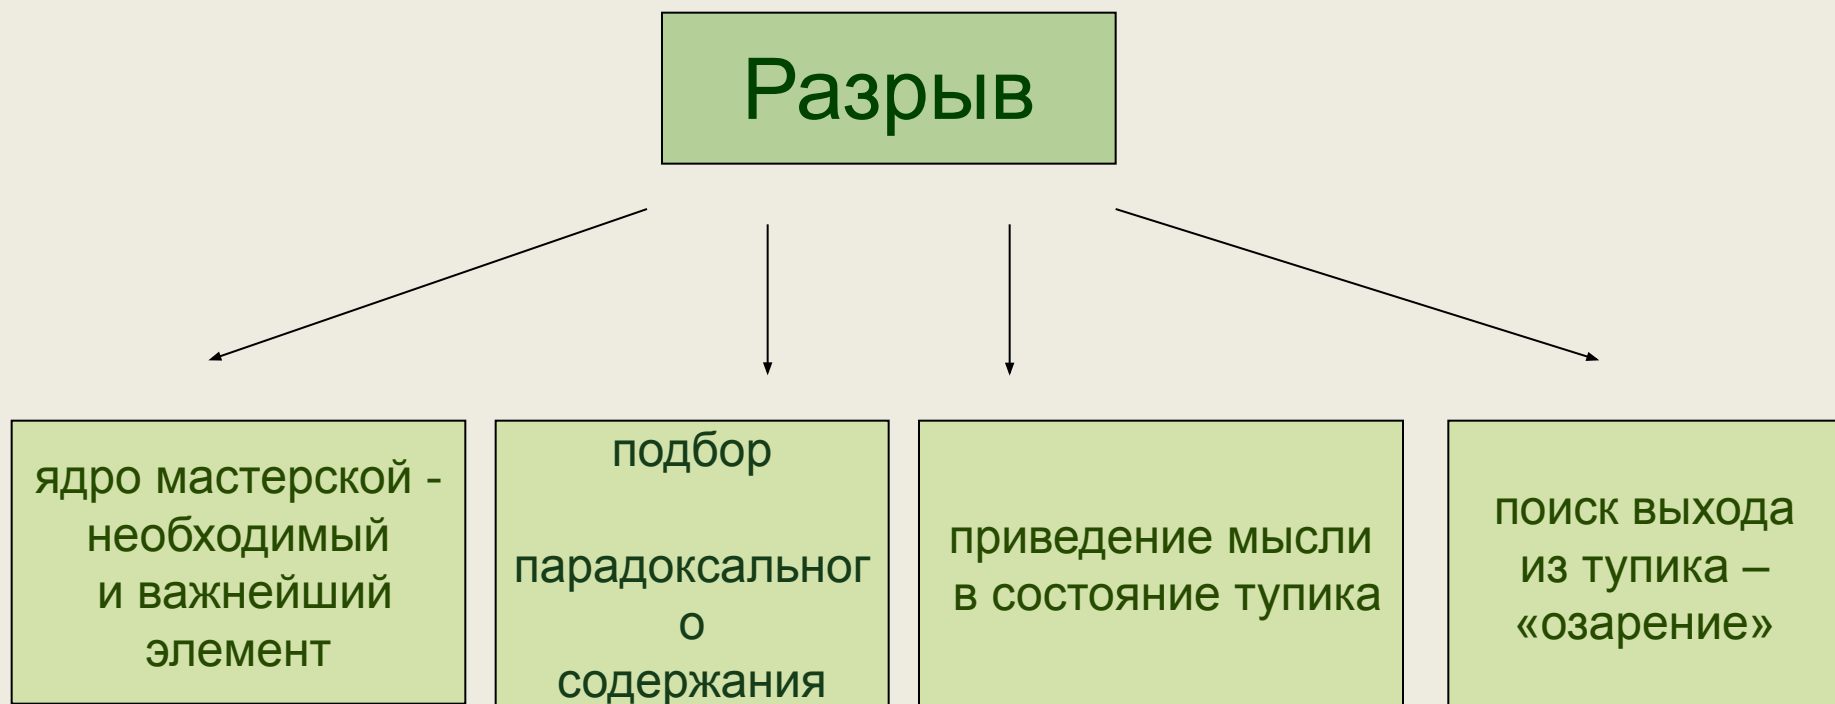 Разрыв
ядро мастерской -
необходимый
и важнейший
элемент
подбор
парадоксальног
о
содержания
приведение мысли
в состояние тупика
поиск выхода
из тупика –
«озарение»